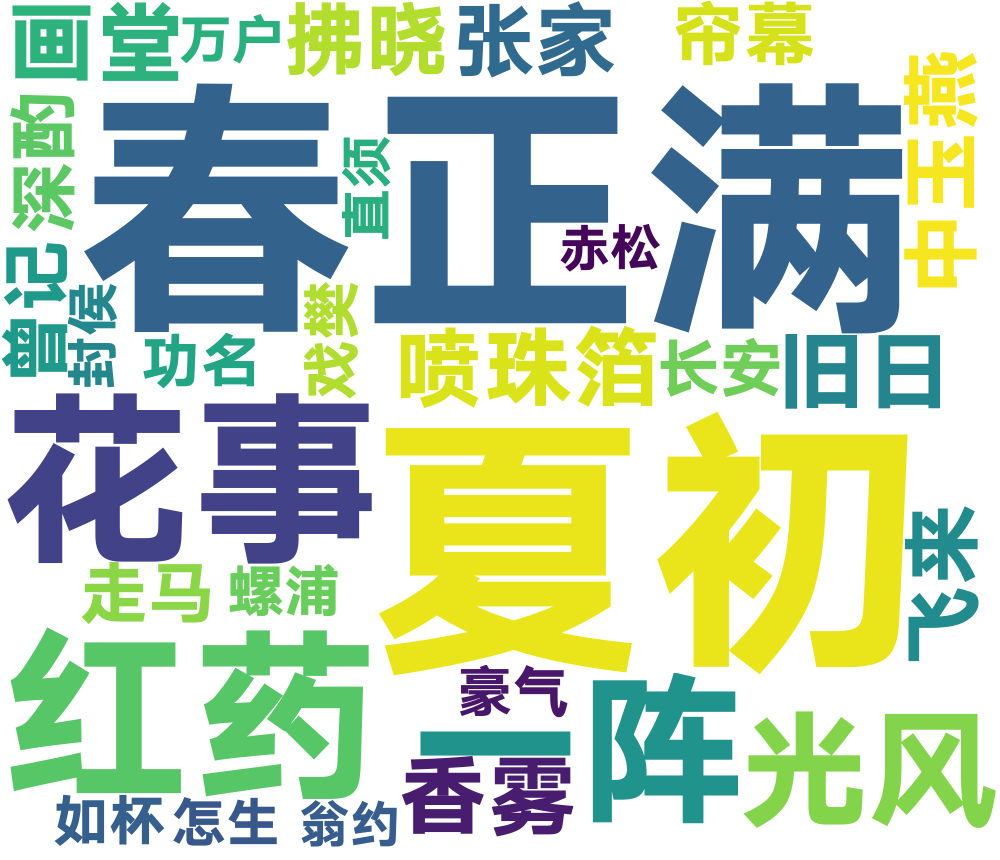 画堂
万户
拂晓
张家
帘幕
深酌
春
正满
直须
中玉燕
赤松
曾记
封侯
戏樊
功名
喷珠箔
长安
旧日
花事
夏初
飞来
走马
螺浦
红药
豪气
一阵
香雾
光风
如杯
怎生
翁约